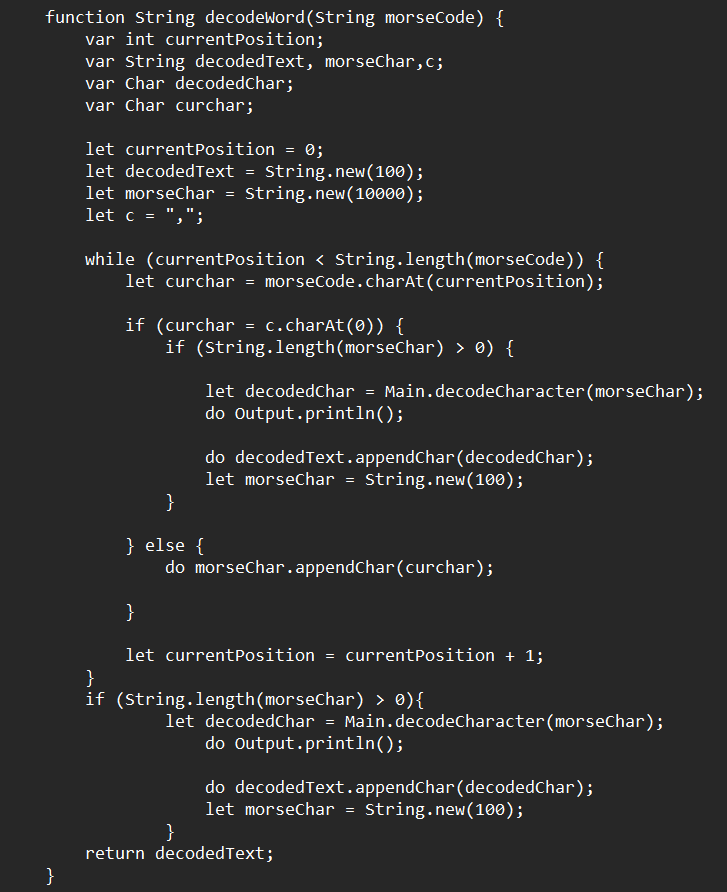 function String decodeWord(String morseCode) {
    var int currentPosition;
    var String decodedText, morseChar,c;
    var Char decodedChar;
    var Char curchar;

    let currentPosition = 0;
    let decodedText = String.new(100);
    let morseChar = String.new(10000);
    let c = ",";

    while (currentPosition < String.length(morseCode)) {
        let curchar = morseCode.charAt(currentPosition);

        if (curchar = c.charAt(0)) {
            if (String.length(morseChar) > 0) {

                let decodedChar = Main.decodeCharacter(morseChar);
                do Output.println();

                do decodedText.appendChar(decodedChar);
                let morseChar = String.new(100);
            }

        } else {
            do morseChar.appendChar(curchar);

        }

        let currentPosition = currentPosition + 1;
    }
    if (String.length(morseChar) > 0){
            let decodedChar = Main.decodeCharacter(morseChar);
                do Output.println();

                do decodedText.appendChar(decodedChar);
                let morseChar = String.new(100);
            }
    return decodedText;
}